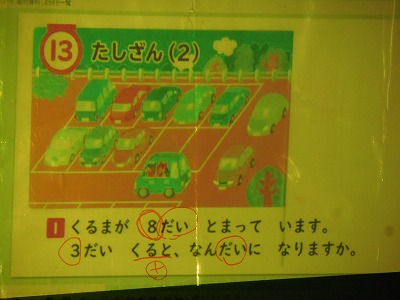 13 たしざん(2)
1 くるまが 8だい とまって います。
3だい くると、なんだいに なりますか。
+